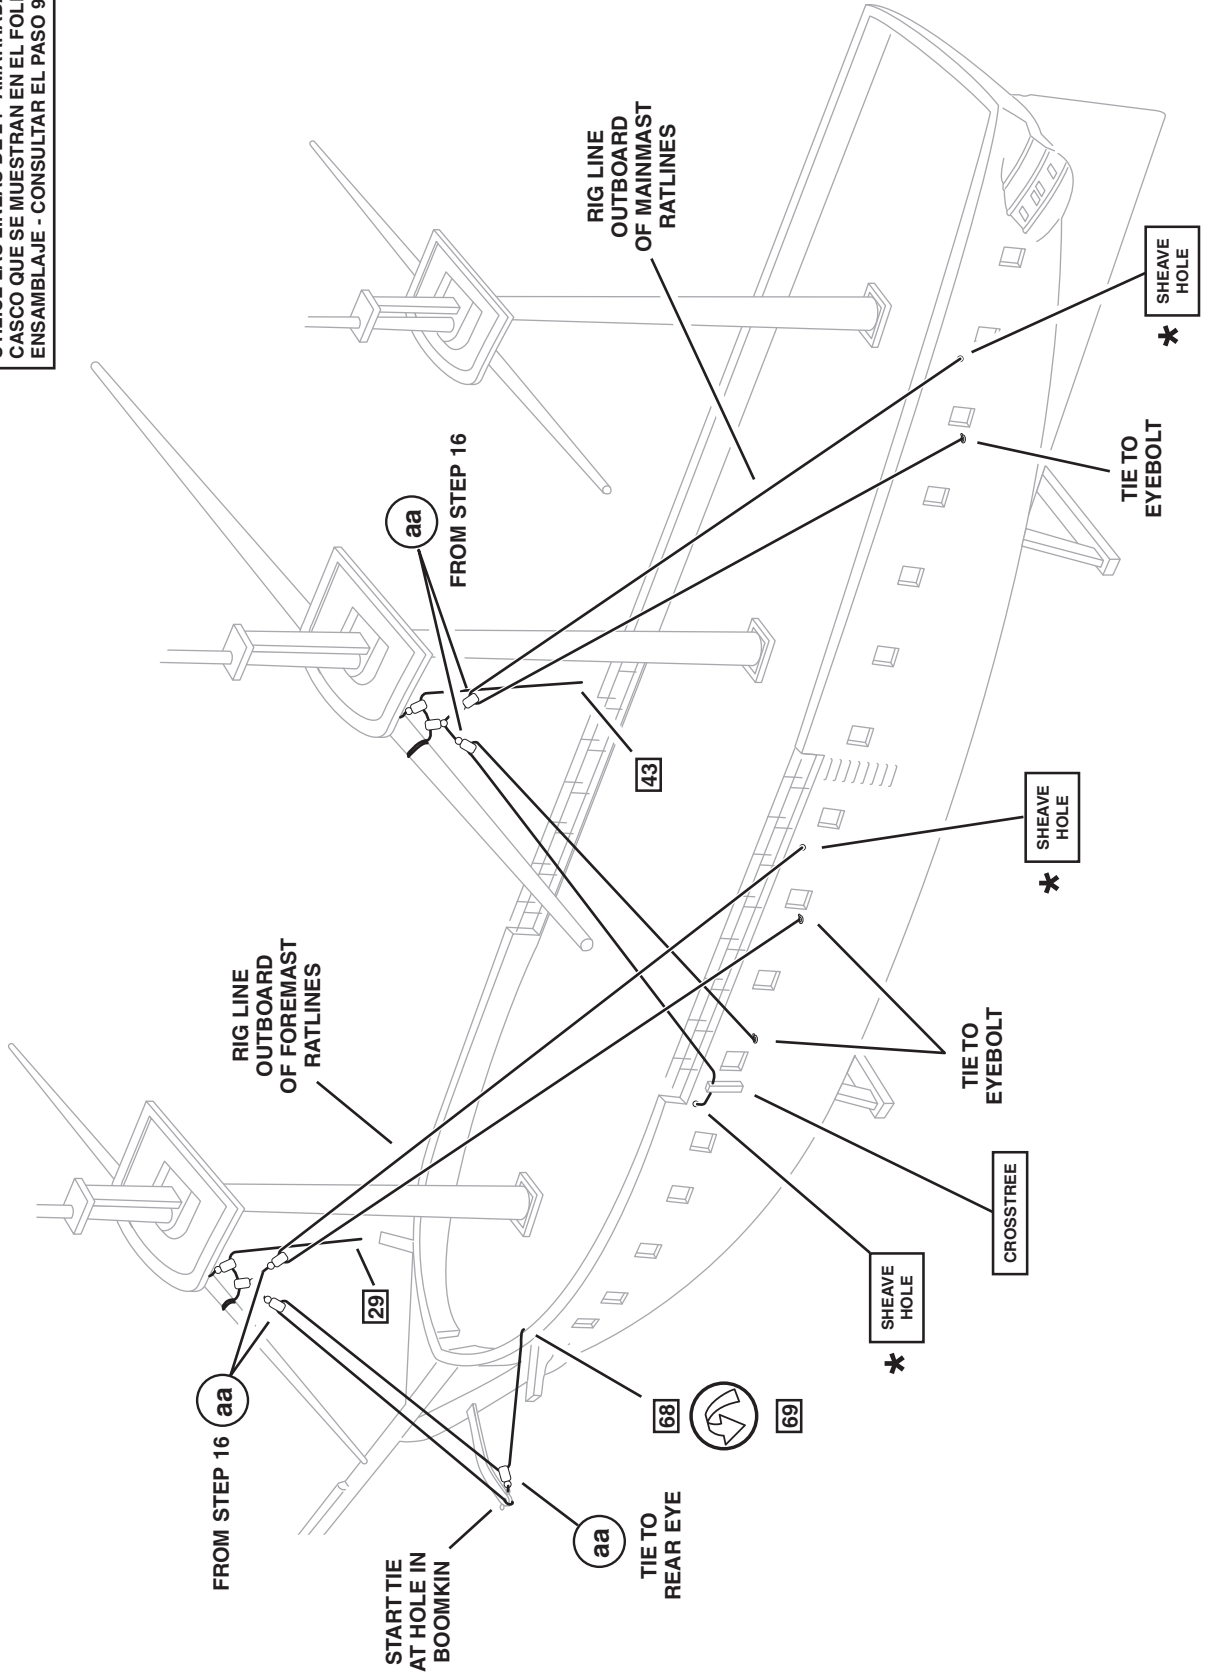 CASCO QUE SE MUESTRAN EN EL
ENSAMBLAJE - CONSULTAR EL PASO 9
RIG LINE
OUTBOARD
OF MAINMAST
RATLINES
SHEAVE
HOLE
*
TIE TO
EYEBOLT
aa
FROM STEP 16
43
SHEAVE
HOLE
*
RIG LINE
OUTBOARD
OF FOREMAST
RATLINES
TIE TO
EYEBOLT
CROSSTREE
SHEAVE
HOLE
*
29
FROM STEP 16
aa
68
69
START TIE
AT HOLE IN
BOOMKIN
aa
TIE TO
REAR EYE